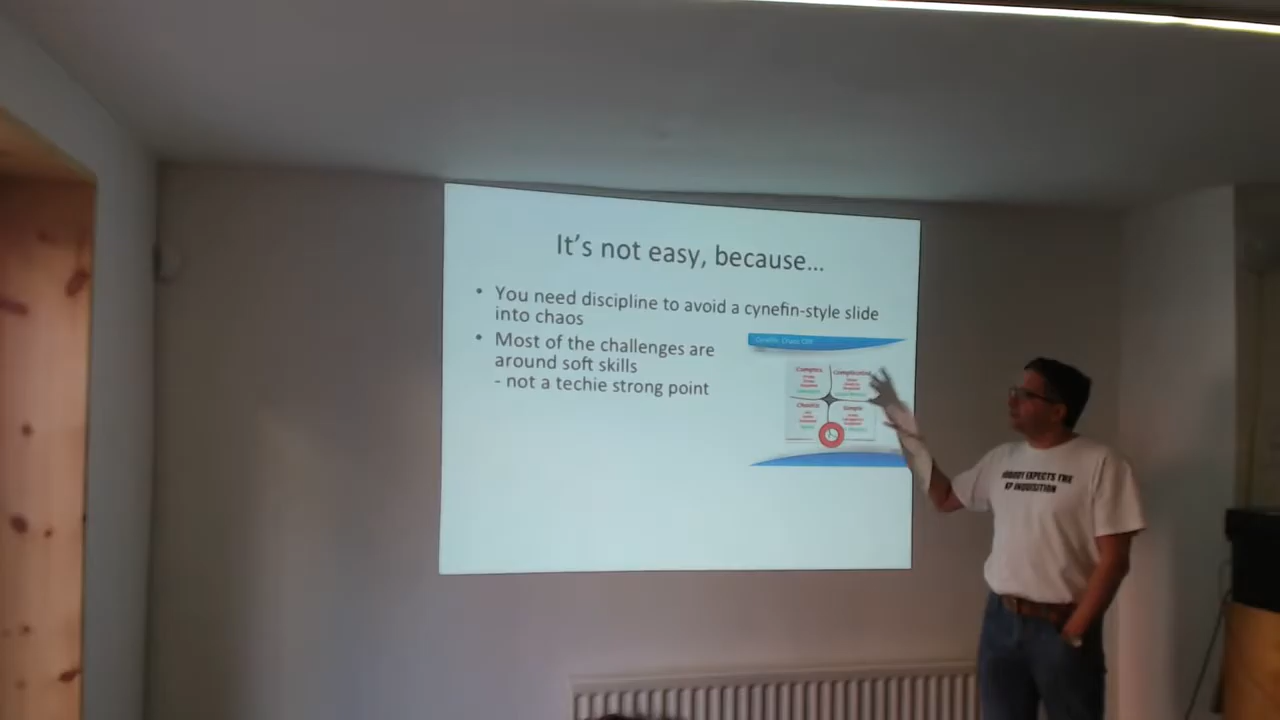 It's not easy, because...
• You need discipline to avoid a cynefin-style slide
into chaos
• Most of the challenges are
around soft skills
- not a techie strong point
Complex
Complicated
Chaotic
Simple
NOBODY EXPECTS THE
XP INQUISITION